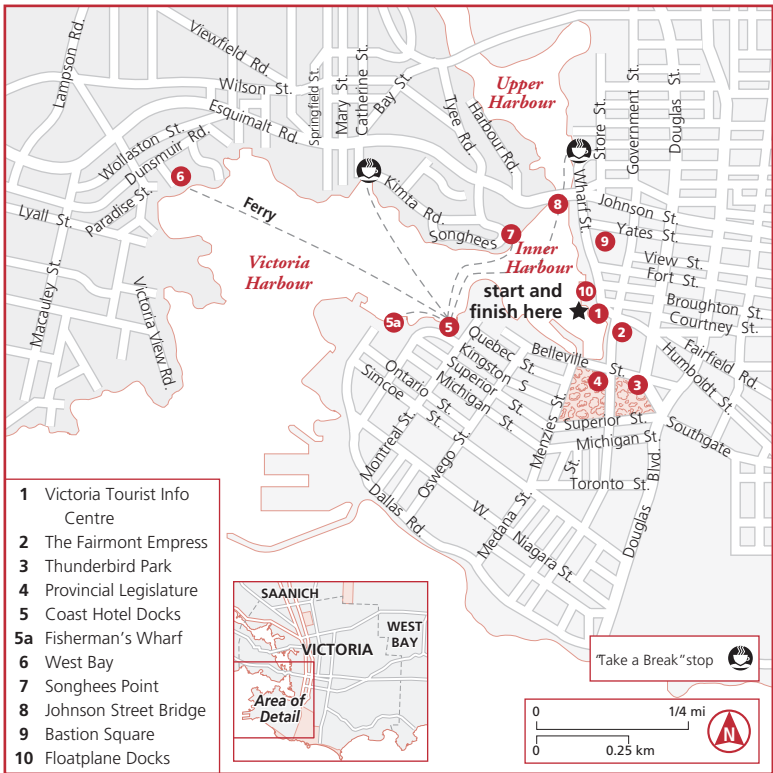 Lampson Rd.
Viewfield Rd.
Wilson St.
Esquimalt Rd.
Springfield St.
Mary St.
Catherine St.
Bay St.
Tyee Rd.
Harbour Rd.
Upper
Harbour
Store St.
Government St.
Douglas St.
Wollaston St.
Dunsmuir Rd.
Paradise St.
Lyall St.
Macauley St.
Victoria View Rd.
6
Ferry
Kimta Rd.
Songhees
7
8
Wharf St.
Johnson St.
9
Yates St.
View St.
Fort St.
Broughton St.
Courtney St.
Victoria
Harbour
Inner
Harbour
10
start and
finish here
1
2
5a
5
Quebec St.
Kingston S
Superior St.
Michigan St.
Belleville St.
Fairfield Rd.
Humboldt St.
4
3
Ontario St.
Simcoe St.
Montreal St.
Oswego St.
Menzies St.
Superior St.
Michigan St.
Southgate
Toronto St.
St.
Dallas Rd.
W.
Niagara St.
Medana St.
Douglas Blvd.
1 Victoria Tourist Info
Centre
2 The Fairmont Empress
3 Thunderbird Park
4 Provincial Legislature
5 Coast Hotel Docks
5a Fisherman's Wharf
6 West Bay
7 Songhees Point
8 Johnson Street Bridge
9 Bastion Square
10 Floatplane Docks
SAANICH
WEST
BAY
VICTORIA
Area of
Detail
"Take a Break" stop
0 1/4 mi
0 0.25 km
N